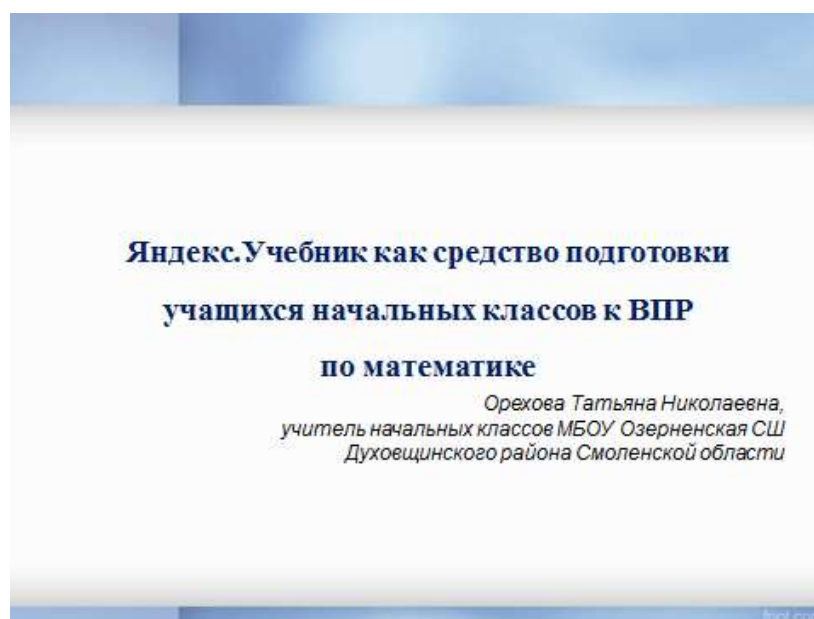 Яндекс.Учебник как средство подготовки
учащихся начальных классов к ВПР
по математике
Орехова Татьяна Николаевна,
учитель начальных классов МБОУ Озерненская СШ
Духовщинского района Смоленской области